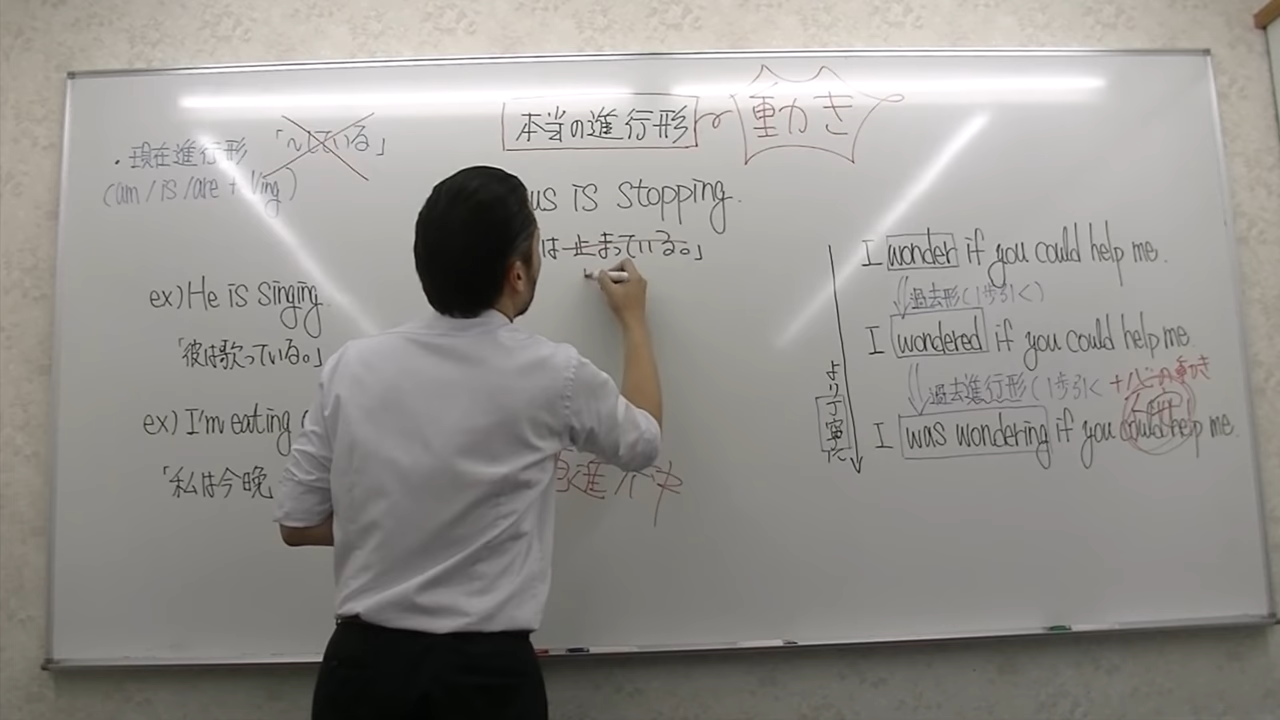 本当の進行形 動き
・現在進行形 「~している」
(am/is/are + Ving)
ex) He is singing.
「彼は歌っている。」
ex) I'm eating
「私は今晩
us is stopping.
は止まっている。」
I wonder if you could help me.
過去形(1歩引く)
I wondered if you could help me.
過去進行形(1歩引く +心の動き
I was wondering if you could help me.
より丁寧に